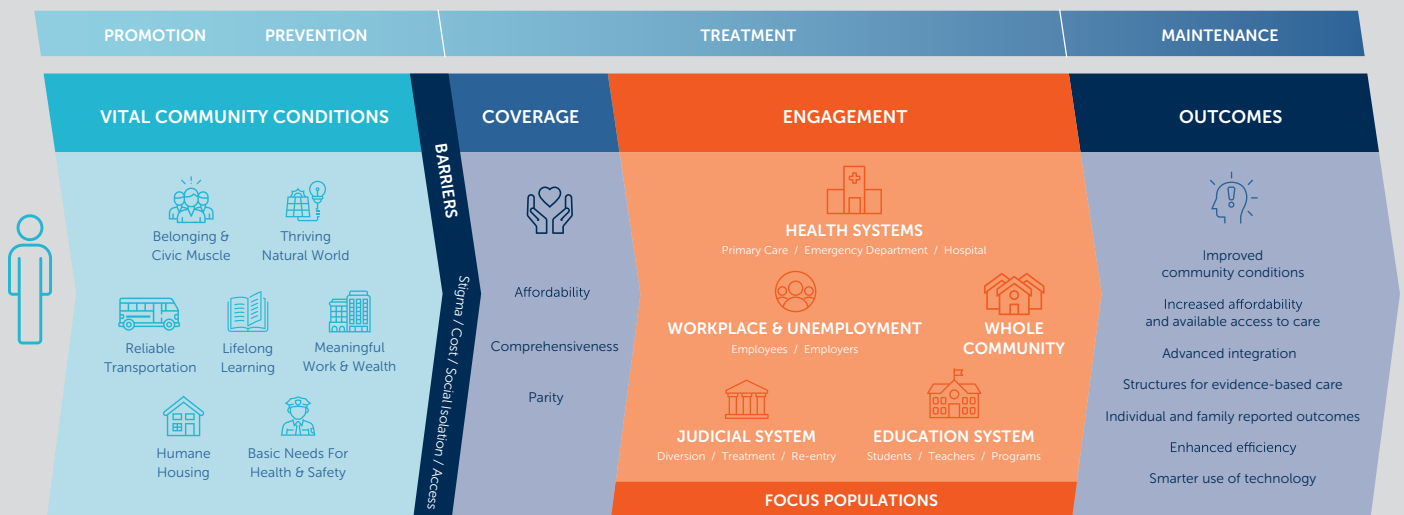 PROMOTION
PREVENTION
TREATMENT
MAINTENANCE
VITAL COMMUNITY CONDITIONS
Belonging &
Civic Muscle
Thriving
Natural World
Reliable
Transportation
Lifelong
Learning
Meaningful
Work & Wealth
Humane
Housing
Basic Needs For
Health & Safety
BARRIERS
Stigma / Cost / Social Isolation / Access
COVERAGE
Affordability
Comprehensiveness
Parity
ENGAGEMENT
HEALTH SYSTEMS
Primary Care / Emergency Department / Hospital
WORKPLACE & UNEMPLOYMENT
Employees / Employers
WHOLE
COMMUNITY
JUDICIAL SYSTEM
Diversion / Treatment / Re-entry
EDUCATION SYSTEM
Students / Teachers / Programs
FOCUS POPULATIONS
OUTCOMES
Improved
community conditions
Increased affordability
and available access to care
Advanced integration
Structures for evidence-based care
Individual and family reported outcomes
Enhanced efficiency
Smarter use of technology